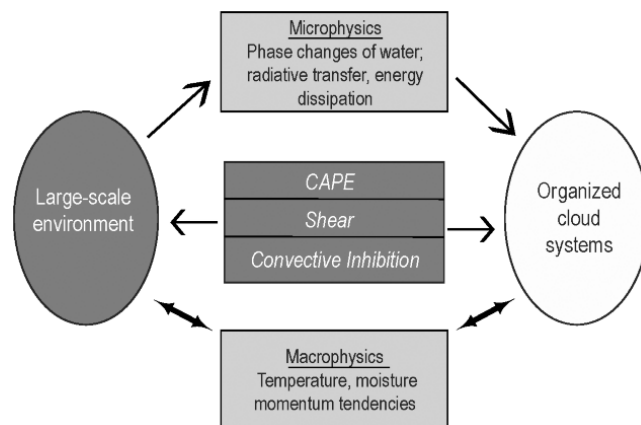 Microphysics
Phase changes of water;
radiative transfer, energy
dissipation
Large-scale
environment
CAPE
Shear
Convective Inhibition
Organized
cloud
systems
Macrophysics
Temperature, moisture
momentum tendencies